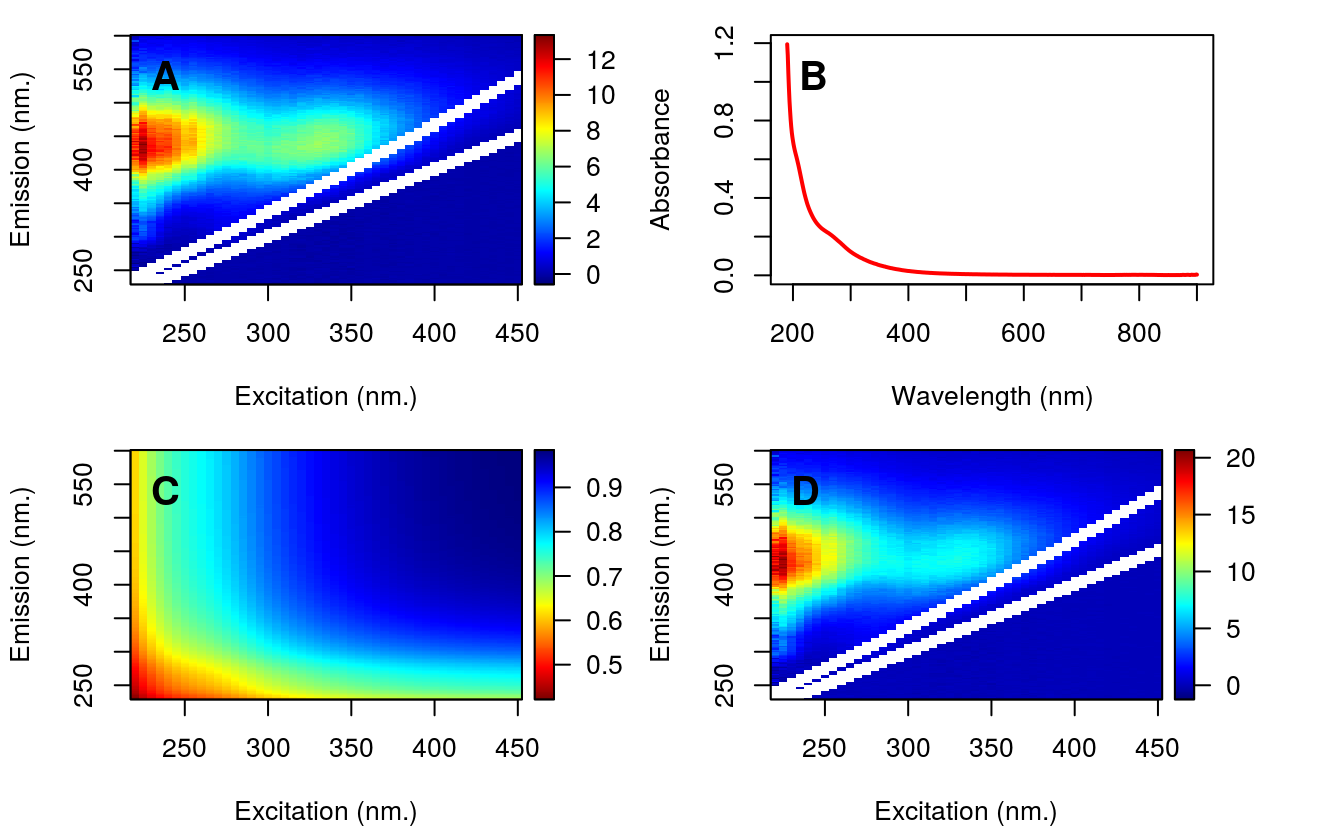 A
Emission (nm.)
250 400 550
250 300 350 400 450
Excitation (nm.)
12
10
8
6
4
2
0
B
Absorbance
0.0 0.4 0.8 1.2
200 400 600 800
Wavelength (nm)
C
Emission (nm.)
250 400 550
250 300 350 400 450
Excitation (nm.)
0.9
0.8
0.7
0.6
0.5
D
Emission (nm.)
250 400 550
250 300 350 400 450
Excitation (nm.)
20
15
10
5
0